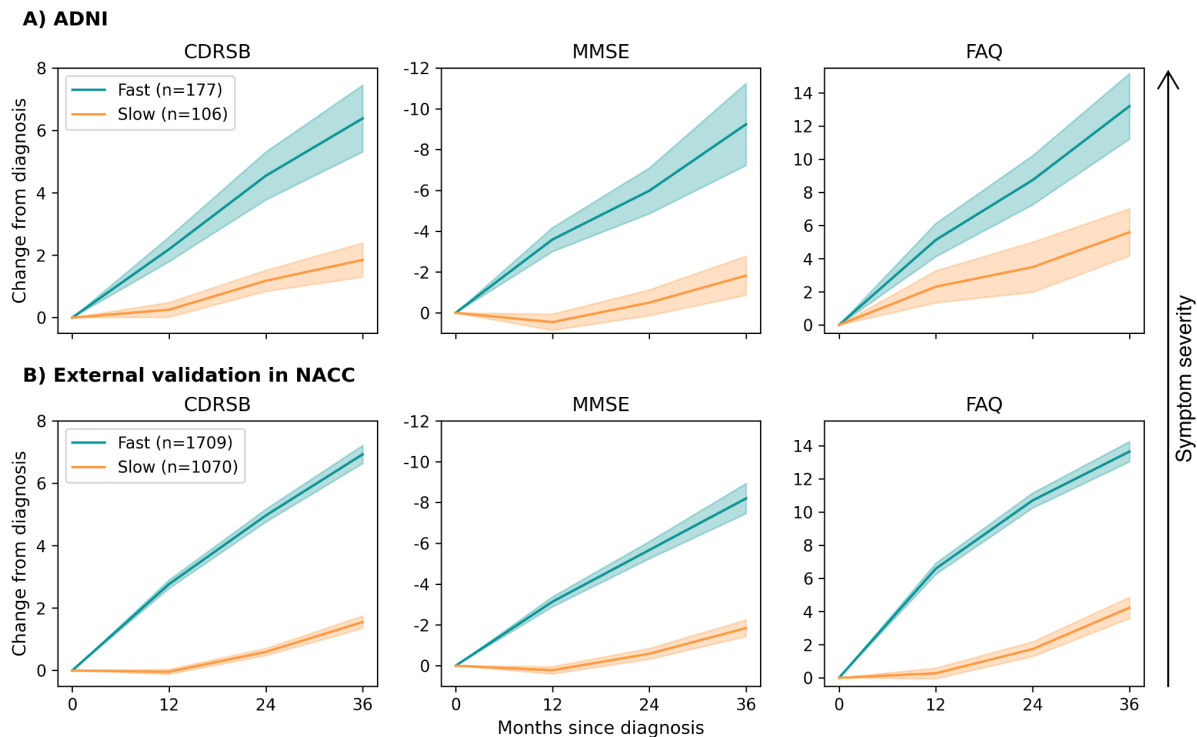 A) ADNI
CDRSB
MMSE
FAQ
8
6
4
2
0
Change from diagnosis
Fast (n=177)
Slow (n=106)
-12
-10
-8
-6
-4
-2
0
14
12
10
8
6
4
2
0
Symptom severity
B) External validation in NACC
CDRSB
MMSE
FAQ
8
6
4
2
0
Change from diagnosis
Fast (n=1709)
Slow (n=1070)
-12
-10
-8
-6
-4
-2
0
14
12
10
8
6
4
2
0
0 12 24 36
0 12 24 36
0 12 24 36
Months since diagnosis